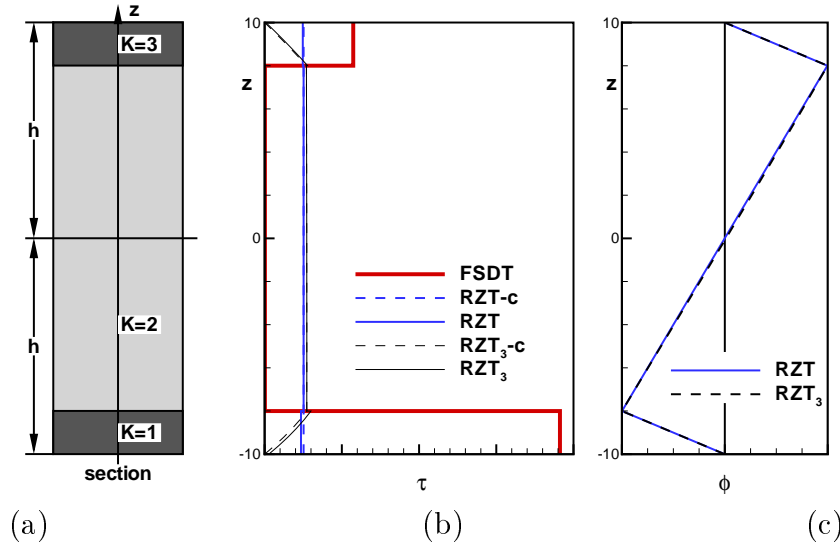 z
K=3
h
h
K=2
K=1
section
(a)
10
z
0
-10
FSDT
RZT-c
RZT
RZT₃-c
RZT₃
τ
(b)
10
z
0
-10
RZT
RZT₃
ϕ
(c)